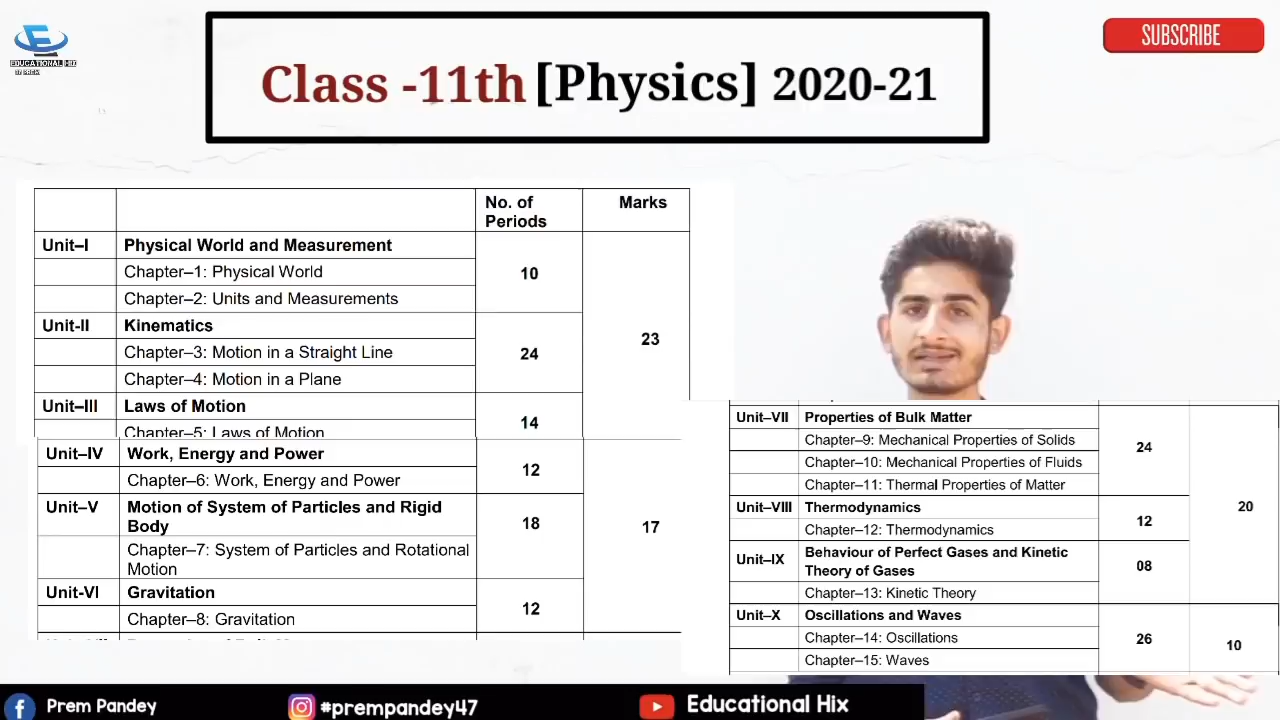 EDUCATIONAL HIX
BY PREM
Class -11th [Physics] 2020-21
SUBSCRIBE
No. of Periods Marks
Unit–I Physical World and Measurement 10 23
Chapter–1: Physical World
Chapter–2: Units and Measurements
Unit-II Kinematics 24
Chapter–3: Motion in a Straight Line
Chapter–4: Motion in a Plane
Unit–III Laws of Motion 14
Chapter–5: Laws of Motion
Unit–IV Work, Energy and Power 12 17
Chapter–6: Work, Energy and Power
Unit–V Motion of System of Particles and Rigid
Body 18
Chapter–7: System of Particles and Rotational
Motion
Unit-VI Gravitation 12
Chapter–8: Gravitation
Unit–VII Properties of Bulk Matter 24 20
Chapter–9: Mechanical Properties of Solids
Chapter–10: Mechanical Properties of Fluids
Chapter–11: Thermal Properties of Matter
Unit–VIII Thermodynamics 12
Chapter–12: Thermodynamics
Unit–IX Behaviour of Perfect Gases and Kinetic
Theory of Gases 08
Chapter–13: Kinetic Theory
Unit–X Oscillations and Waves 26 10
Chapter–14: Oscillations
Chapter–15: Waves
Prem Pandey #prempandey47 Educational Hix